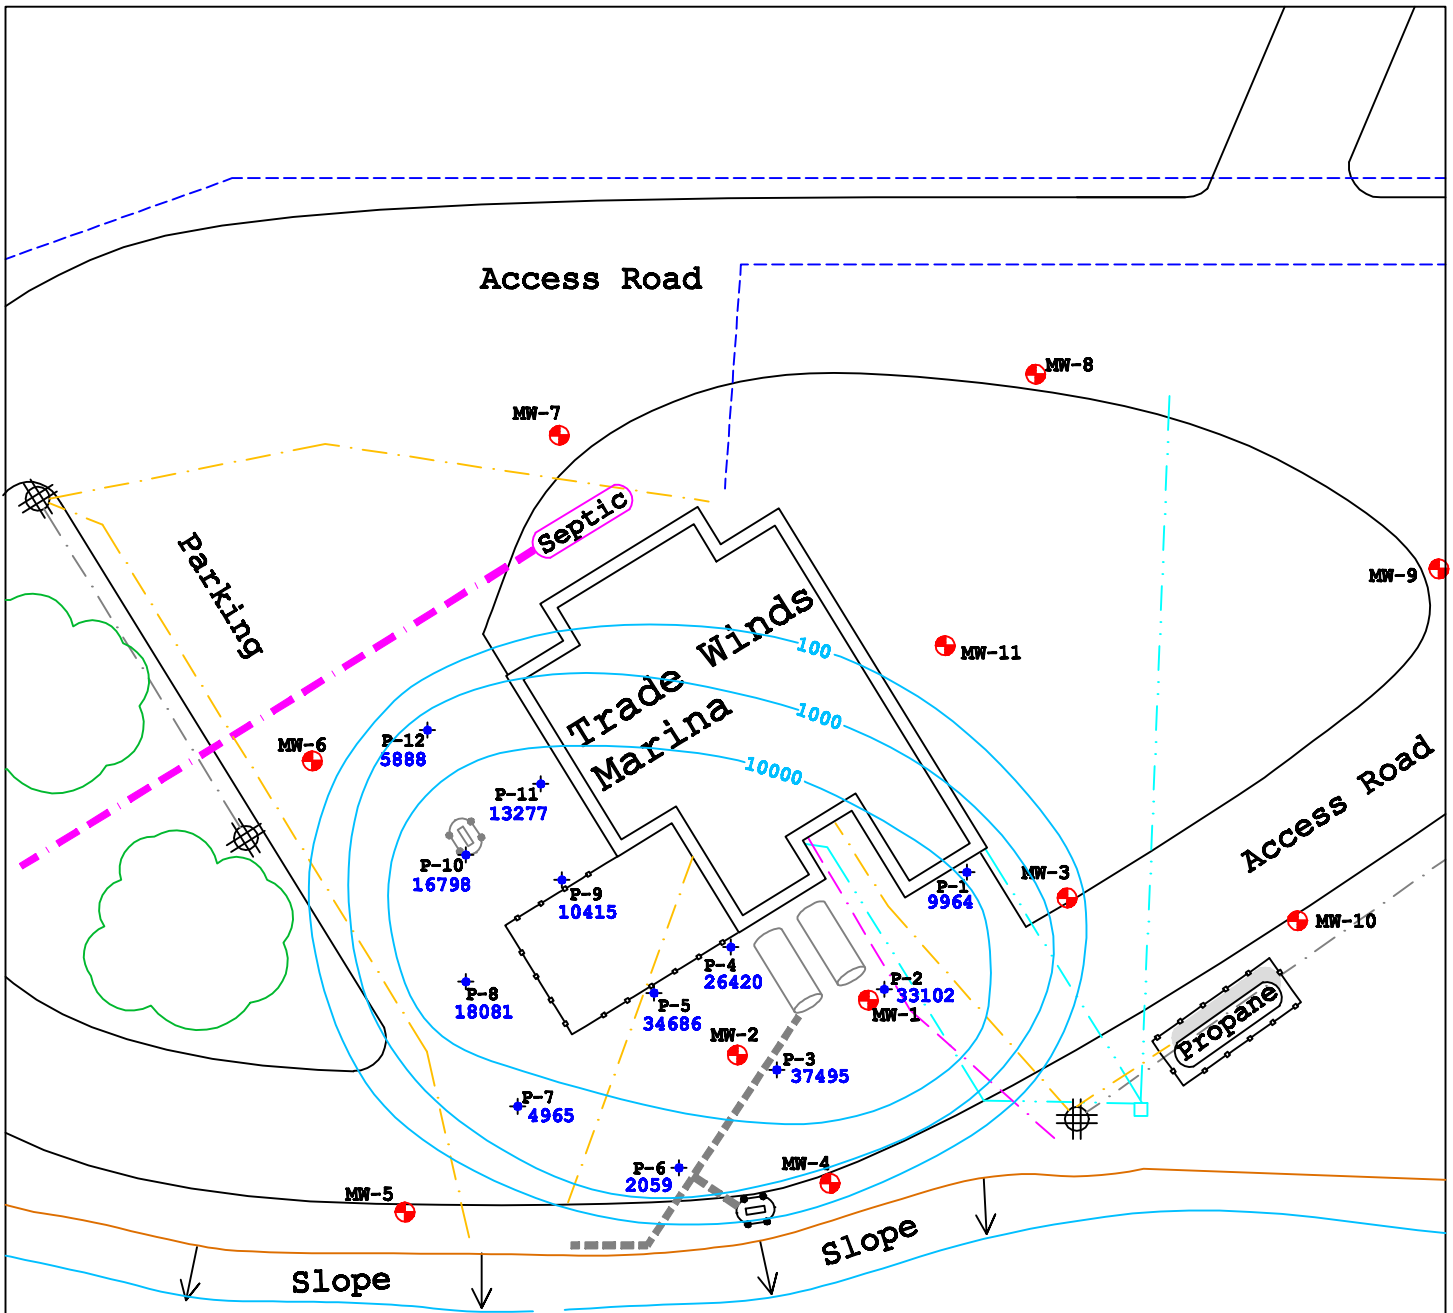 Access Road
MW-8
MW-7
Septic
Parking
MW-9
Trade Winds
Marina
100
MW-11
1000
P-12
5888
MW-6
10000
P-11
13277
Access Road
P-10
16798
P-9
10415
P-1
9964
MW-3
MW-10
P-4
26420
P-2
33102
P-8
18081
P-5
34686
MW-1
MW-2
Propane
P-3
37495
P-7
4965
P-6
2059
MW-4
MW-5
Slope
Slope